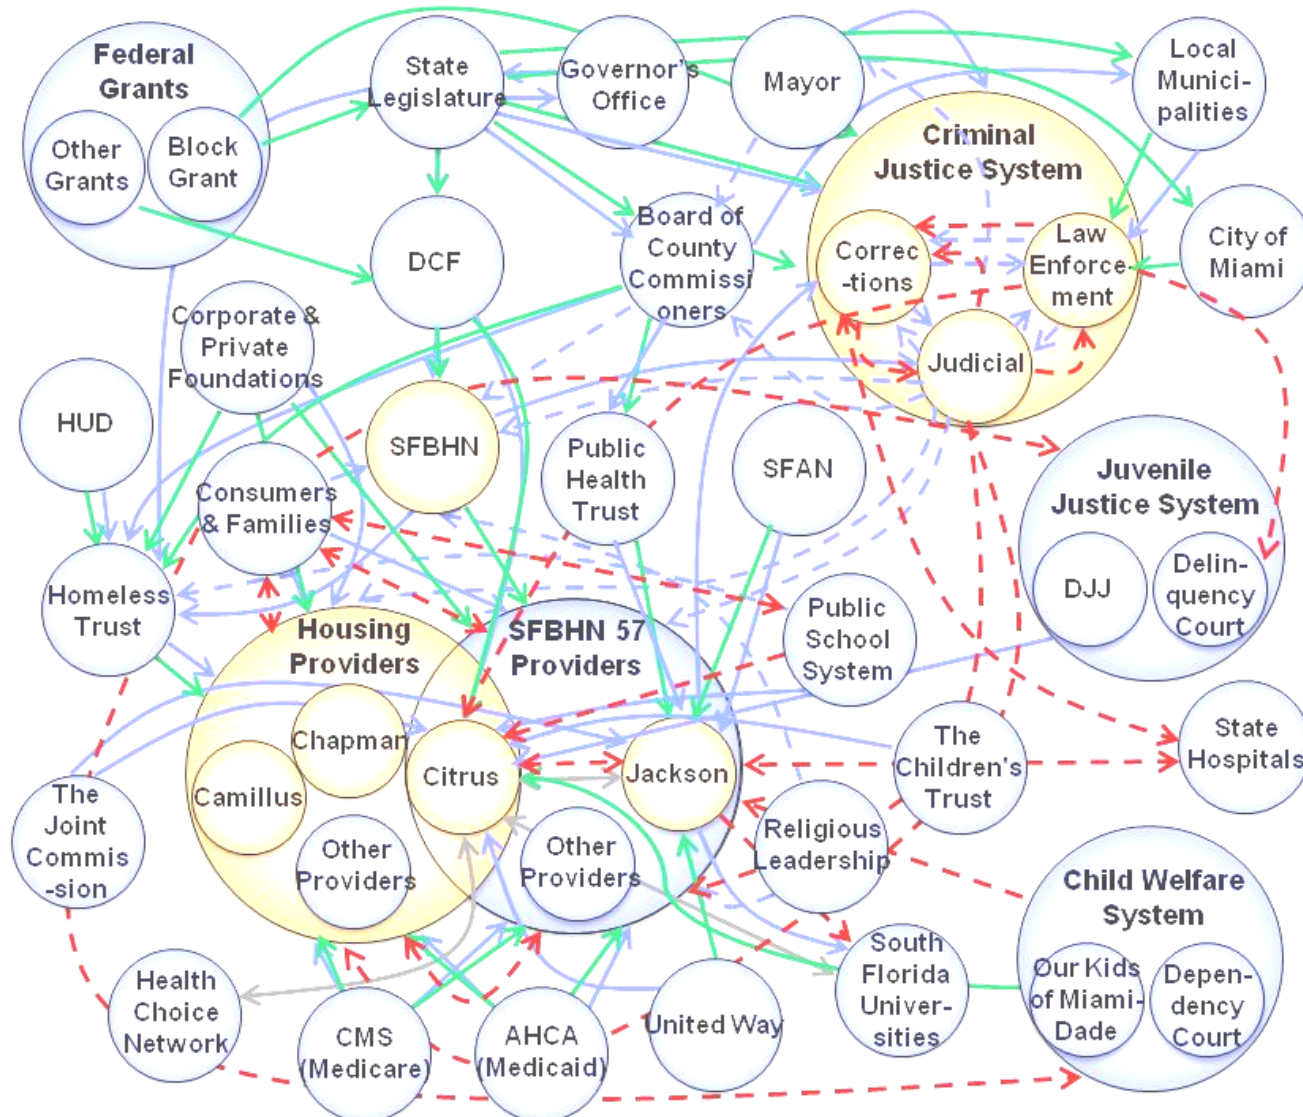 Federal
Grants
Other
Grants
Block
Grant
State
Legislature
Governor's
Office
Mayor
Local
Munici-
palities
Criminal
Justice System
Correc
-tions
Law
Enforce-
ment
Judicial
City of
Miami
DCF
Board of
County
Commissi
oners
Corporate &
Private
Foundations
HUD
SFBHN
Public
Health
Trust
SFAN
Consumers
& Families
Juvenile
Justice System
DJJ
Delin-
quency
Court
Homeless
Trust
Housing
Providers
SFBHN 57
Providers
Public
School
System
Chapman
Camillus
Citrus
Jackson
Other
Providers
Other
Providers
The
Children's
Trust
State
Hospitals
The
Joint
Commis
-sion
Religious
Leadership
Child Welfare
System
Our Kids
of Miami-
Dade
Depen-
dency
Court
Health
Choice
Network
CMS
(Medicare)
AHCA
(Medicaid)
United Way
South
Florida
Univer-
sities